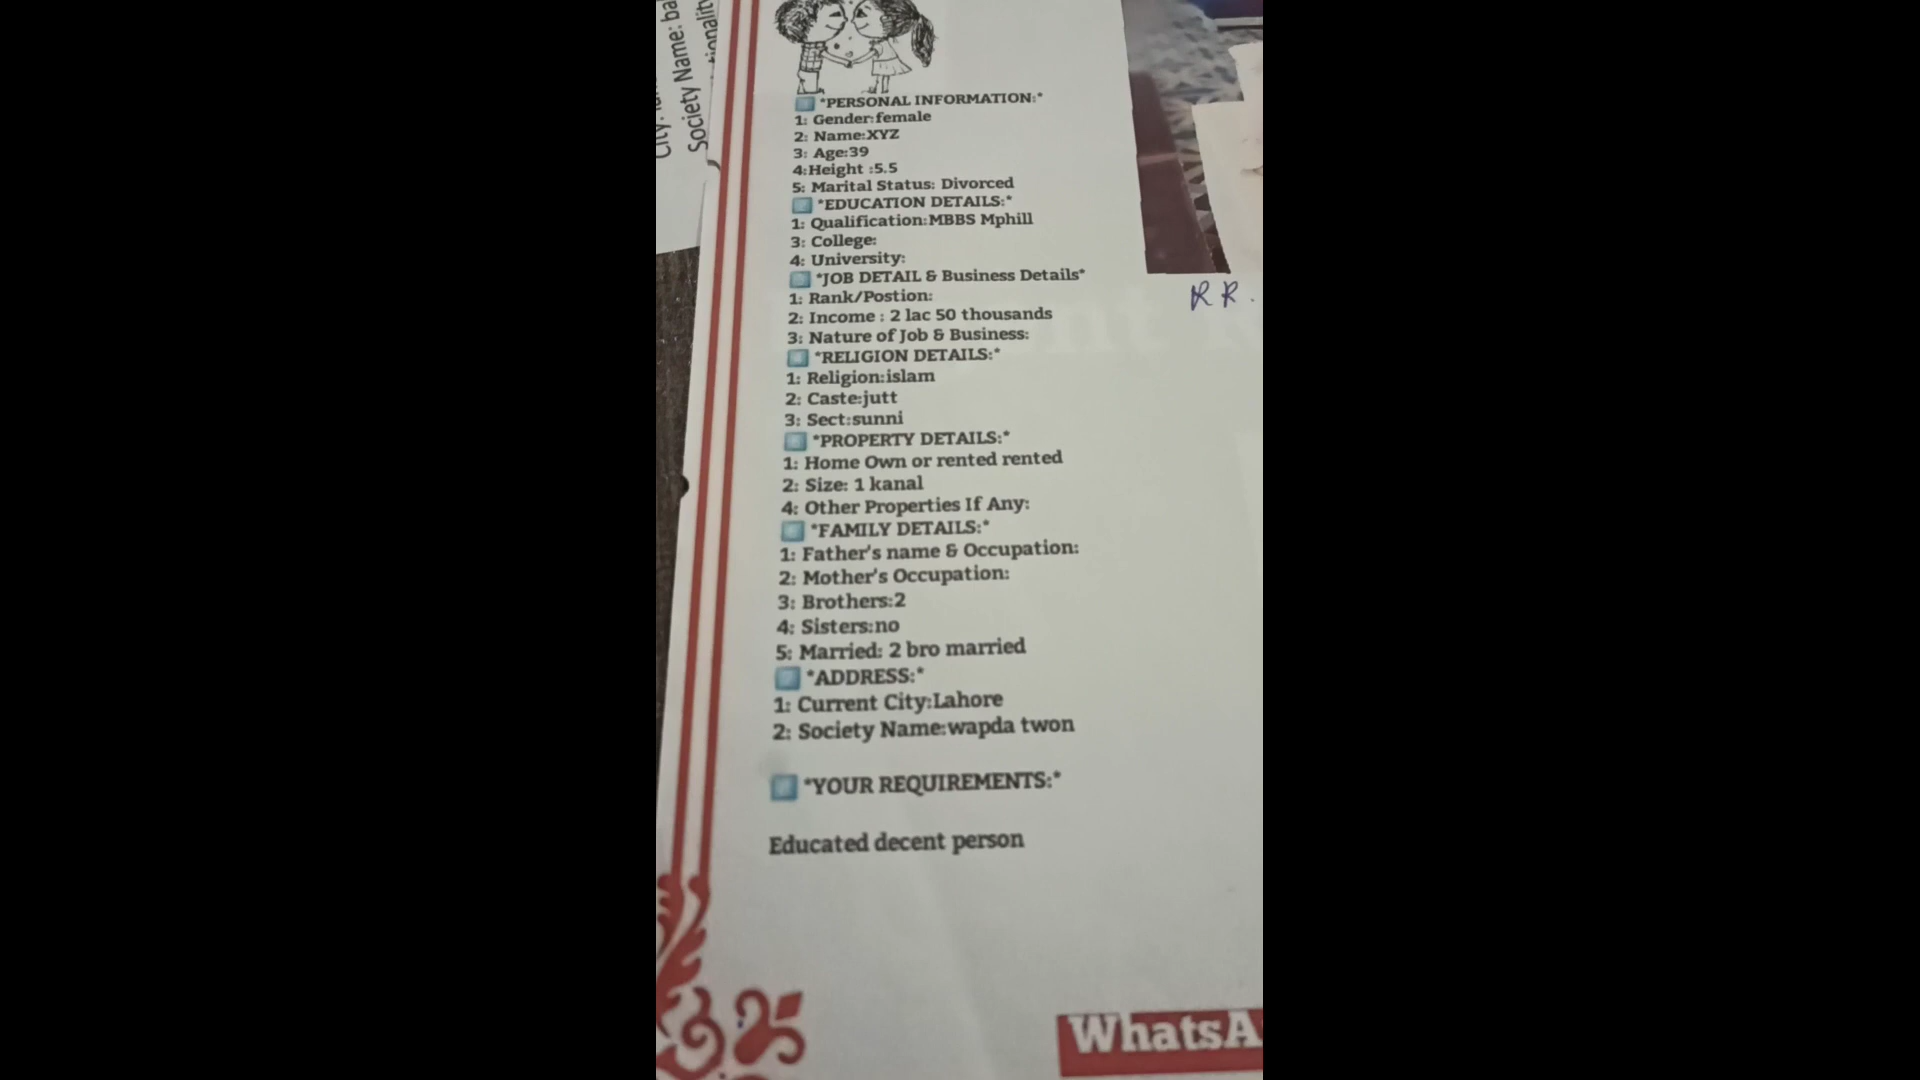 City:
Society Name: ba
*PERSONAL INFORMATION:*
1: Gender:female
2: Name:XYZ
3: Age:39
4:Height :5.5
5: Marital Status: Divorced
*EDUCATION DETAILS:*
1: Qualification:MBBS Mphill
3: College:
4: University:
*JOB DETAIL & Business Details*
1: Rank/Postion:
2: Income : 2 lac 50 thousands
3: Nature of Job & Business:
*RELIGION DETAILS:*
1: Religion:islam
2: Caste:jutt
3: Sect:sunni
*PROPERTY DETAILS:*
1: Home Own or rented rented
2: Size: 1 kanal
4: Other Properties If Any:
*FAMILY DETAILS:*
1: Father's name & Occupation:
2: Mother's Occupation:
3: Brothers:2
4: Sisters:no
5: Married: 2 bro married
*ADDRESS:*
1: Current City:Lahore
2: Society Name:wapda twon
*YOUR REQUIREMENTS:*
Educated decent person
RR.
WhatsA